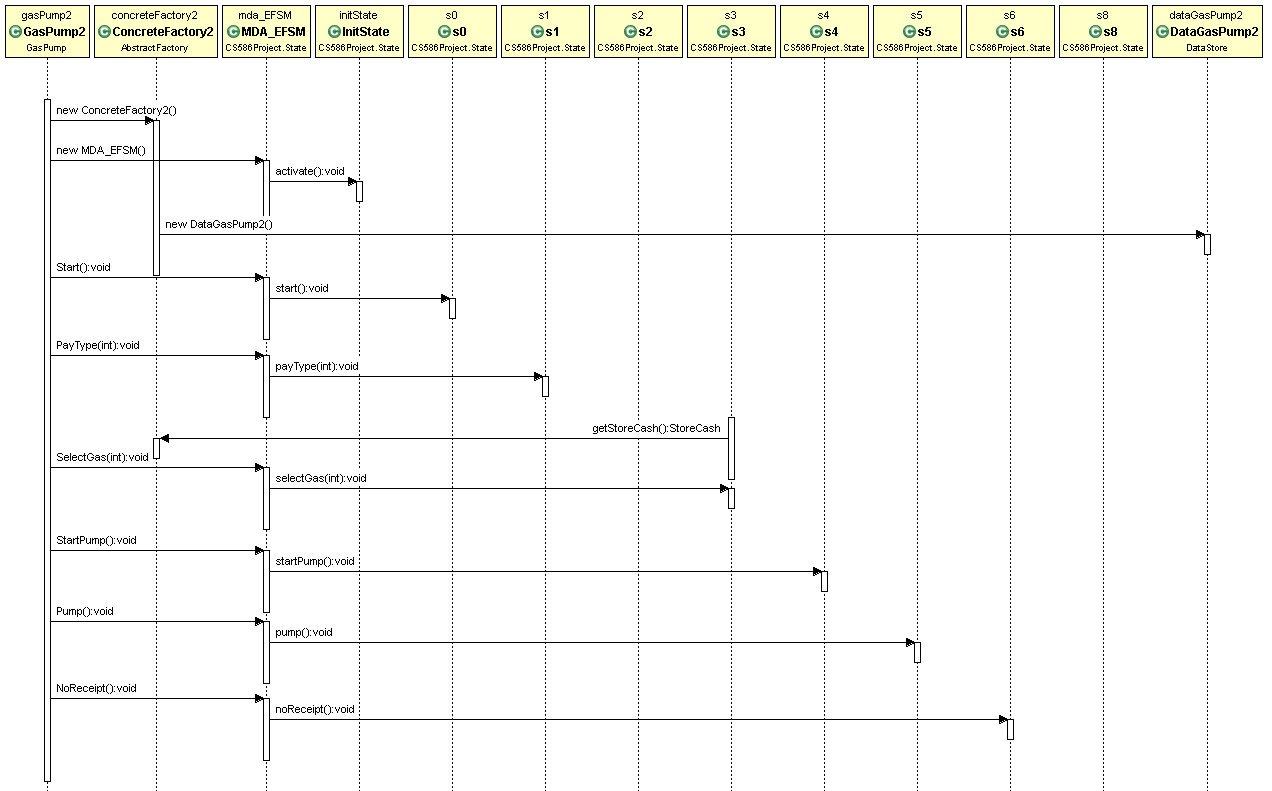 gasPump2
GasPump2
GasPump
concreteFactory2
ConcreteFactory2
AbstractFactory
mda_EFSM
MDA_EFSM
CS586Project.State
initState
InitState
CS586Project.State
s0
s0
CS586Project.State
s1
s1
CS586Project.State
s2
s2
CS586Project.State
s3
s3
CS586Project.State
s4
s4
CS586Project.State
s5
s5
CS586Project.State
s6
s6
CS586Project.State
s8
s8
CS586Project.State
dataGasPump2
DataGasPump2
DataStore
new ConcreteFactory2()
new MDA_EFSM()
activate():void
new DataGasPump2()
Start():void
start():void
PayType(int):void
payType(int):void
getStoreCash():StoreCash
SelectGas(int):void
selectGas(int):void
StartPump():void
startPump():void
Pump():void
pump():void
NoReceipt():void
noReceipt():void